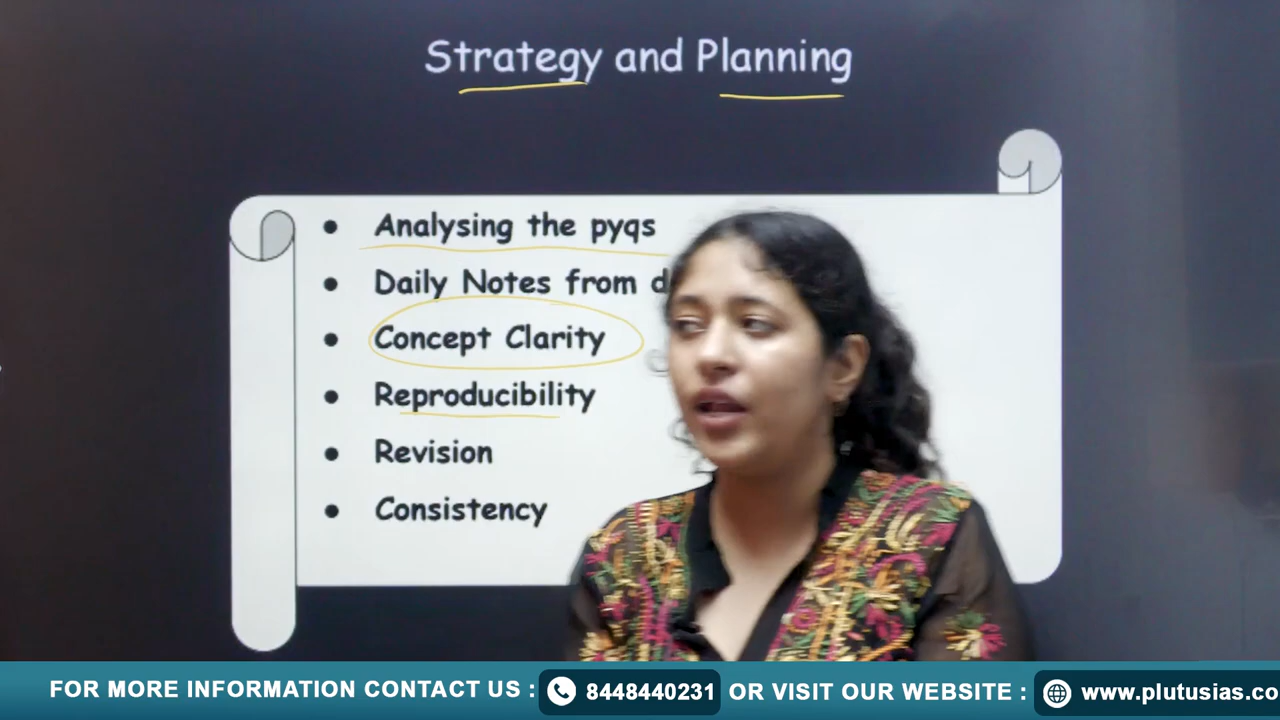 Strategy and Planning
Analysing the pyqs
Daily Notes from
Concept Clarity
Reproducibility
Revision
Consistency
FOR MORE INFORMATION CONTACT US : 8448440231 OR VISIT OUR WEBSITE : www.plutusias.co